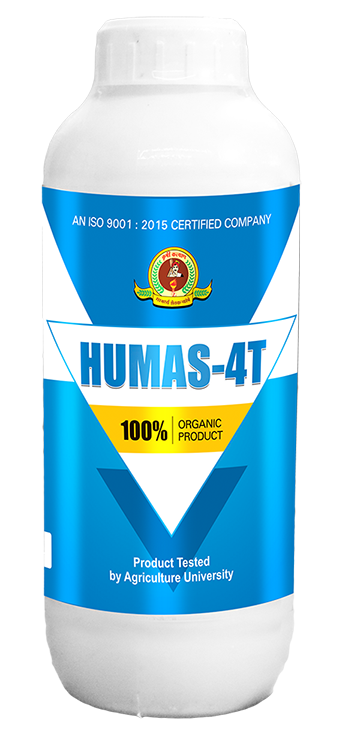 AN ISO 9001 : 2015 CERTIFIED COMPANY
HUMAS-4T
100%
ORGANIC
PRODUCT
Product Tested
by Agriculture University